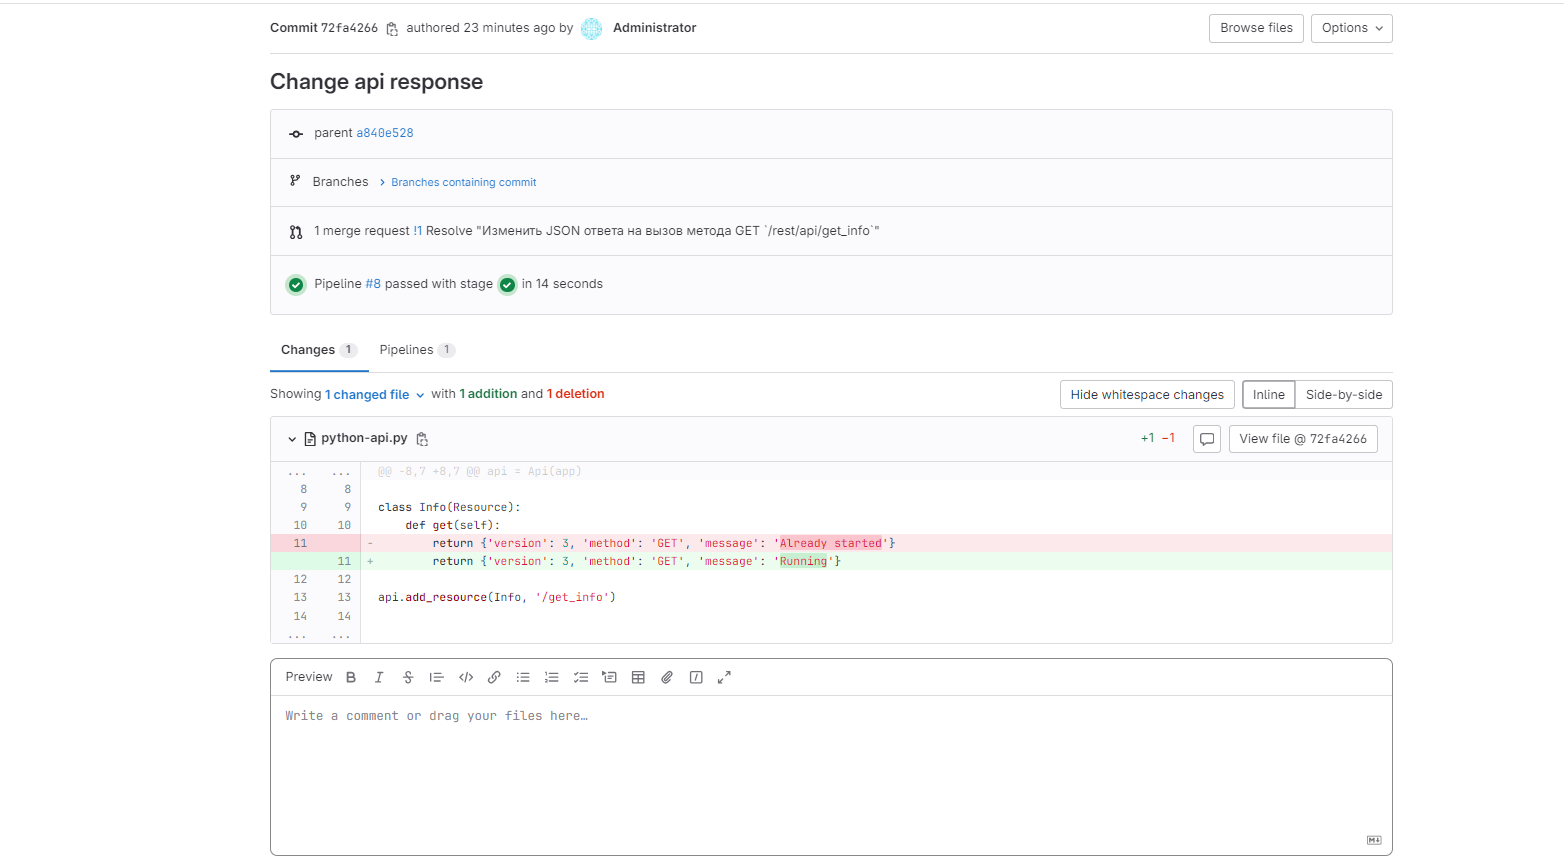 Commit 72fa4266 authored 23 minutes ago by Administrator Browse files Options
Change api response
parent a840e528
Branches Branches containing commit
1 merge request !1 Resolve "Изменить JSON ответа на вызов метода GET `/rest/api/get_info`"
Pipeline #8 passed with stage in 14 seconds
Changes 1 Pipelines 1
Showing 1 changed file with 1 addition and 1 deletion Hide whitespace changes Inline Side-by-side
python-api.py +1 −1 View file @ 72fa4266
... ... @@ -8,7 +8,7 @@ api = Api(app)
8 8
9 9 class Info(Resource):
10 10 def get(self):
11 - return {'version': 3, 'method': 'GET', 'message': 'Already started'}
11 + return {'version': 3, 'method': 'GET', 'message': 'Running'}
12 12
13 13 api.add_resource(Info, '/get_info')
14 14
... ...
Preview B I S
Write a comment or drag your files here…
M